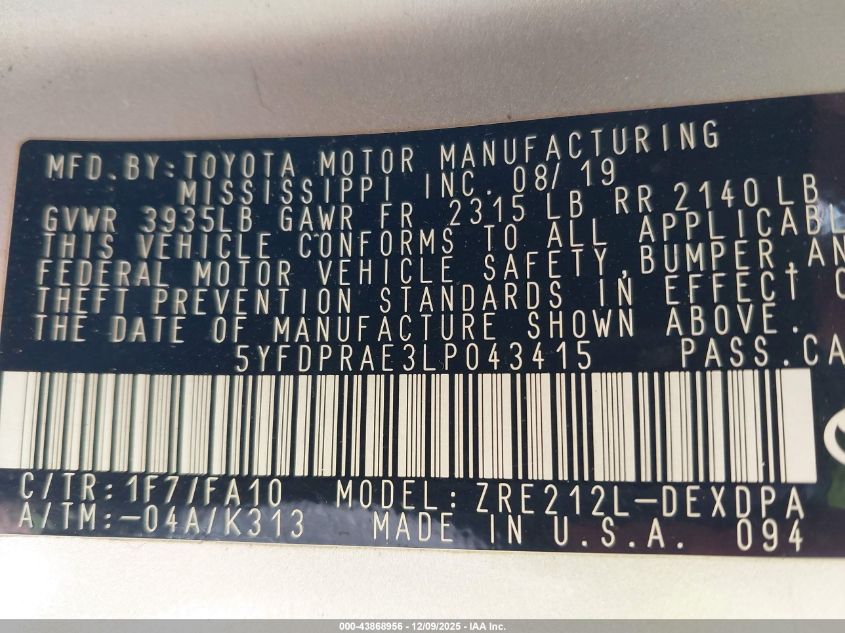 MFD.BY:TOYOTA MOTOR MANUFACTURING
MISSISSIPPI INC. 08/19
GVWR 3935LB GAWR FR 2315 LB RR 2140 LB
THIS VEHICLE CONFORMS TO ALL APPLICABL
FEDERAL MOTOR VEHICLE SAFETY,BUMPER,AN
THEFT PREVENTION STANDARDS IN EFFECT O
THE DATE OF MANUFACTURE SHOWN ABOVE.
5YFDPRAE3LP043415 PASS.CA
C/TR:1F7/FA10 MODEL:ZRE212L-DEXDPA
A/TM:-04A/K313 MADE IN U.S.A. 094
000-43868956 | 12/09/2025 | IAA Inc.